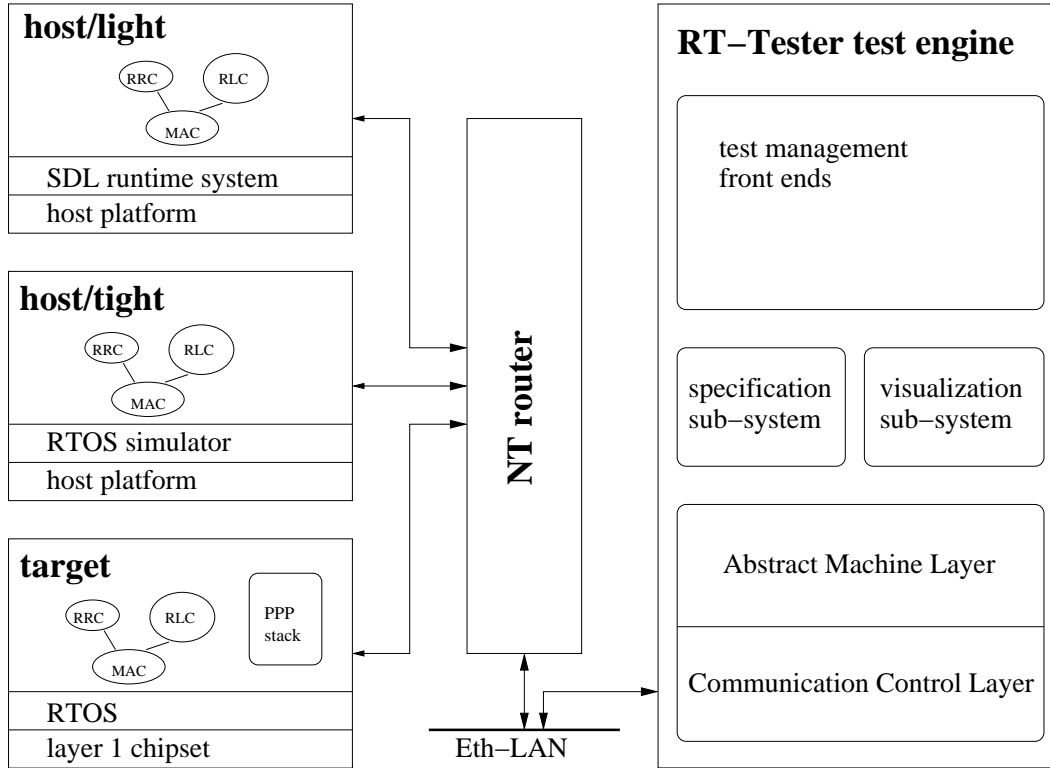 host/light
RRC
RLC
MAC
SDL runtime system
host platform
host/tight
RRC
RLC
MAC
RTOS simulator
host platform
target
RRC
RLC
MAC
PPP
stack
RTOS
layer 1 chipset
NT router
Eth−LAN
RT−Tester test engine
test management
front ends
specification
sub−system
visualization
sub−system
Abstract Machine Layer
Communication Control Layer